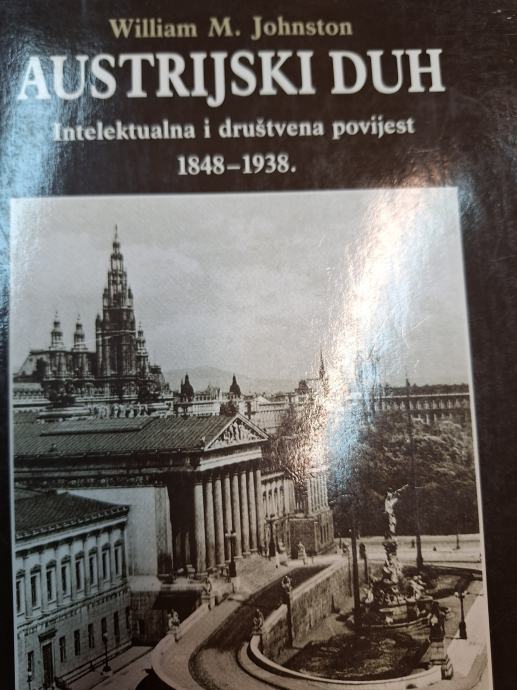 William M. Johnston
AUSTRIJSKI DUH
Intelektualna i društvena povijest
1848–1938.